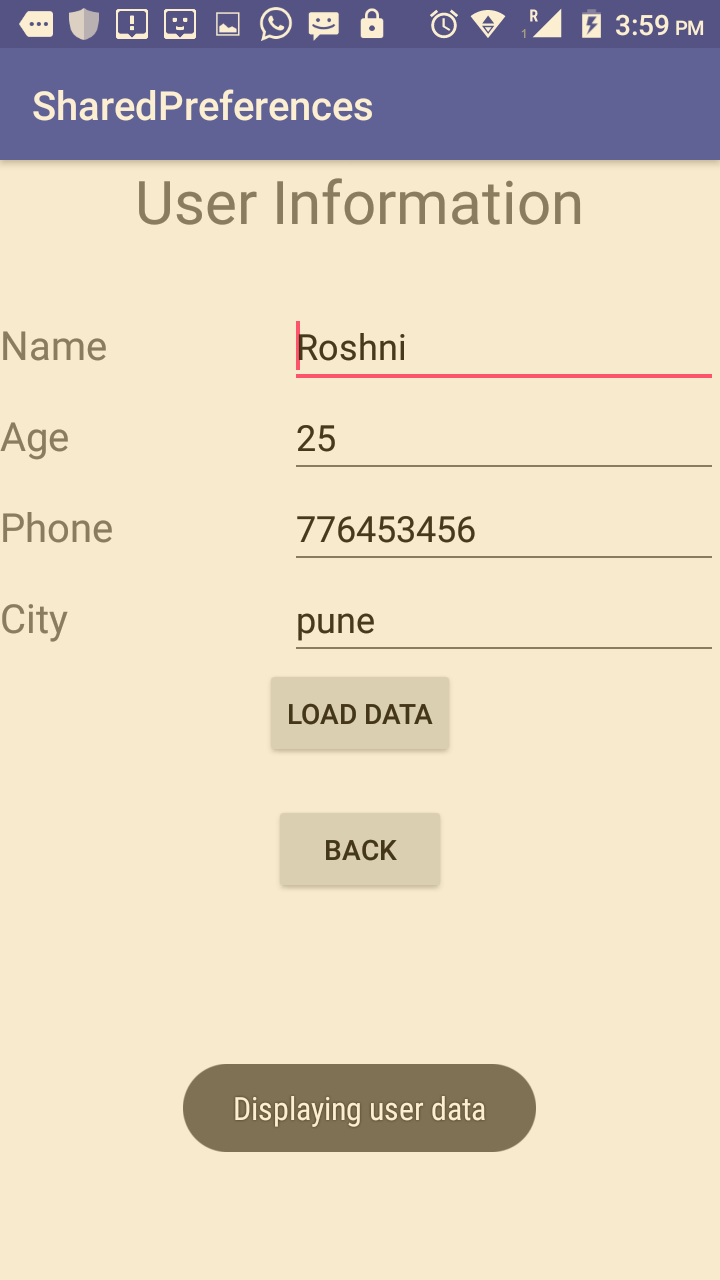 R
1
3:59 PM
SharedPreferences
User Information
Name Roshni
Age 25
Phone 776453456
City pune
LOAD DATA
BACK
Displaying user data